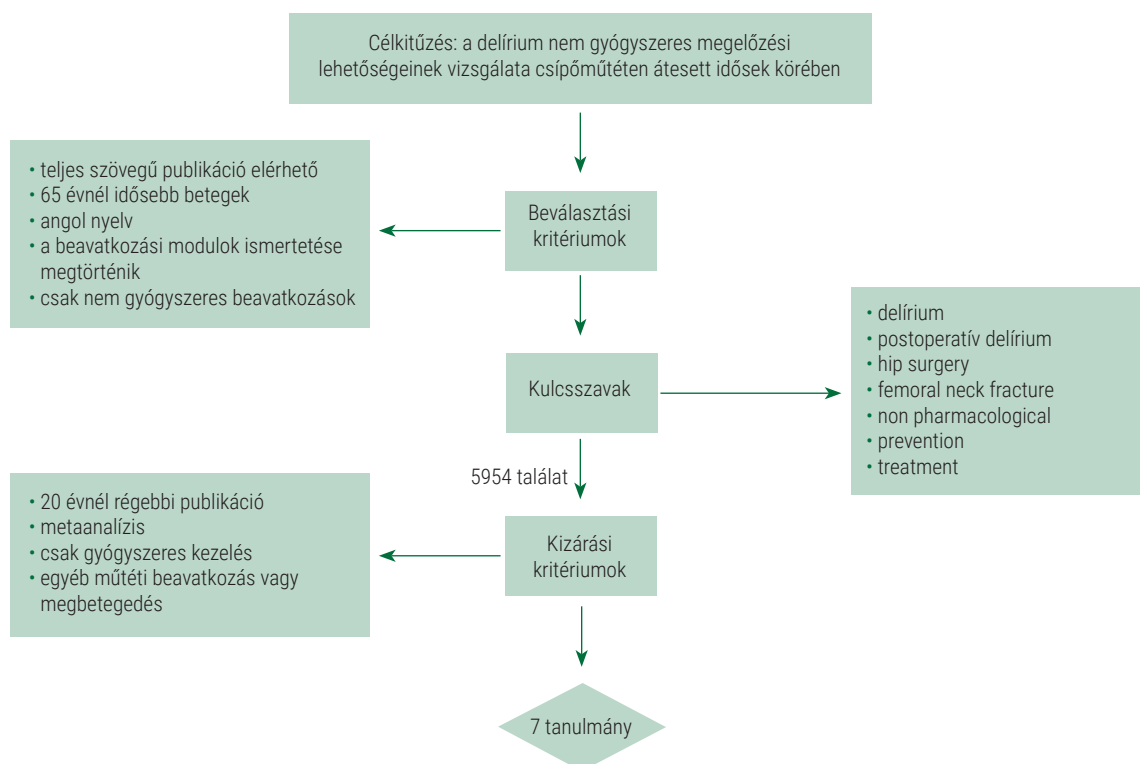 Célkitűzés: a delírium nem gyógyszeres megelőzési
lehetőségeinek vizsgálata csípőműtéten átesett idősek körében
• teljes szövegű publikáció elérhető
• 65 évnél idősebb betegek
• angol nyelv
• a beavatkozási modulok ismertetése
megtörténik
• csak nem gyógyszeres beavatkozások
Beválasztási
kritériumok
Kulcsszavak
• delírium
• postoperatív delírium
• hip surgery
• femoral neck fracture
• non pharmacological
• prevention
• treatment
5954 találat
• 20 évnél régebbi publikáció
• metaanalízis
• csak gyógyszeres kezelés
• egyéb műtéti beavatkozás vagy
megbetegedés
Kizárási
kritériumok
7 tanulmány